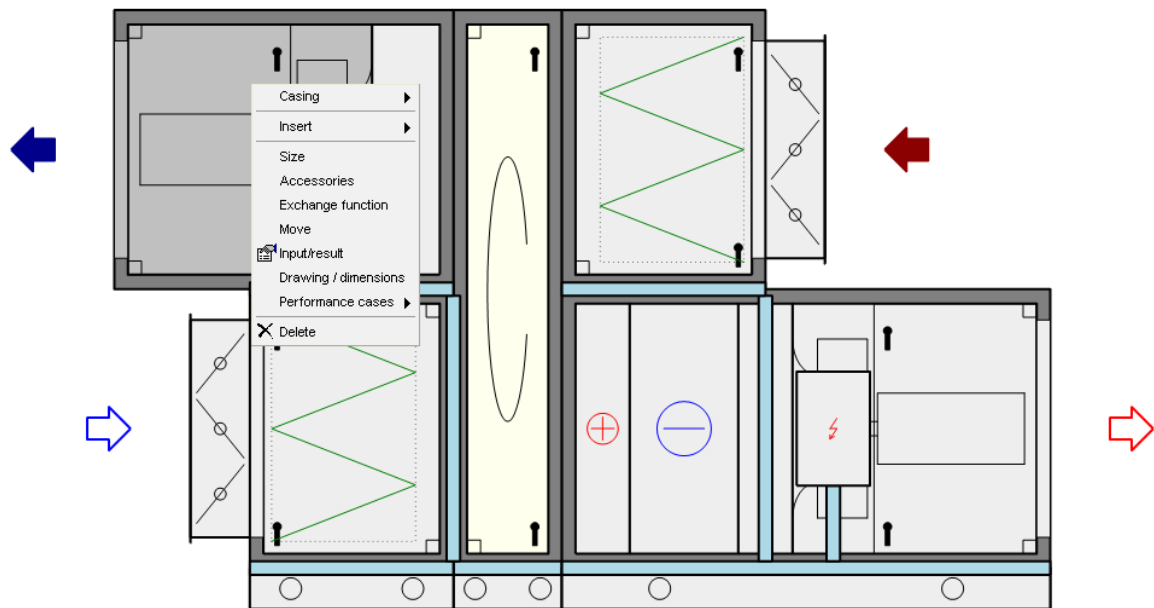 Casing
Insert
Size
Accessories
Exchange function
Move
Input/result
Drawing / dimensions
Performance cases
Delete